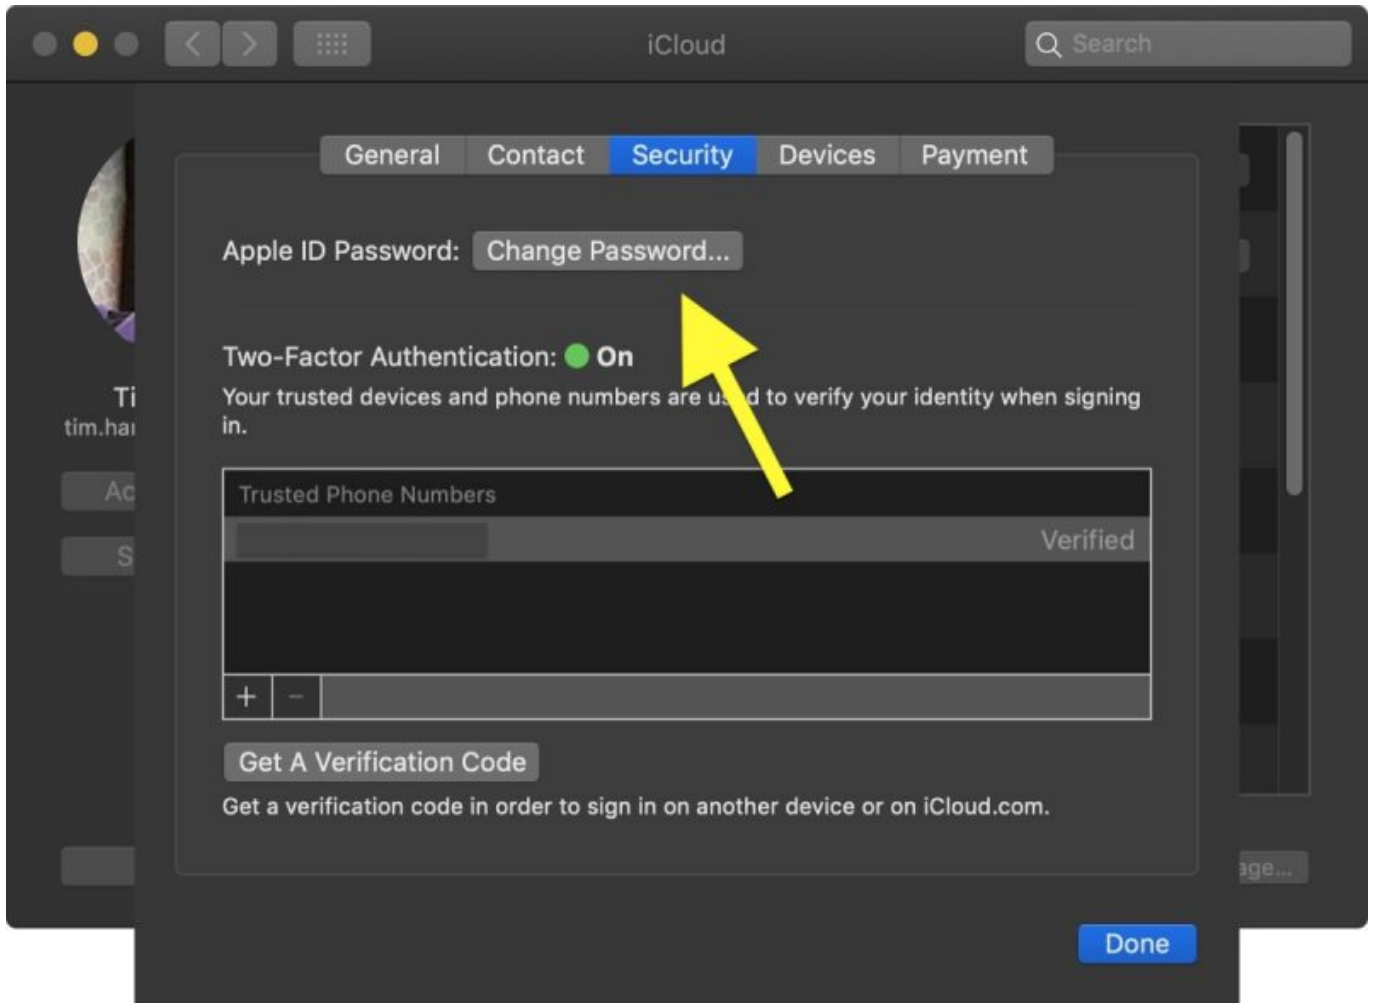 iCloud
Search
General Contact Security Devices Payment
Apple ID Password: Change Password...
Two-Factor Authentication: On
Your trusted devices and phone numbers are used to verify your identity when signing
in.
Trusted Phone Numbers
Verified
+ −
Get A Verification Code
Get a verification code in order to sign in on another device or on iCloud.com.
Done